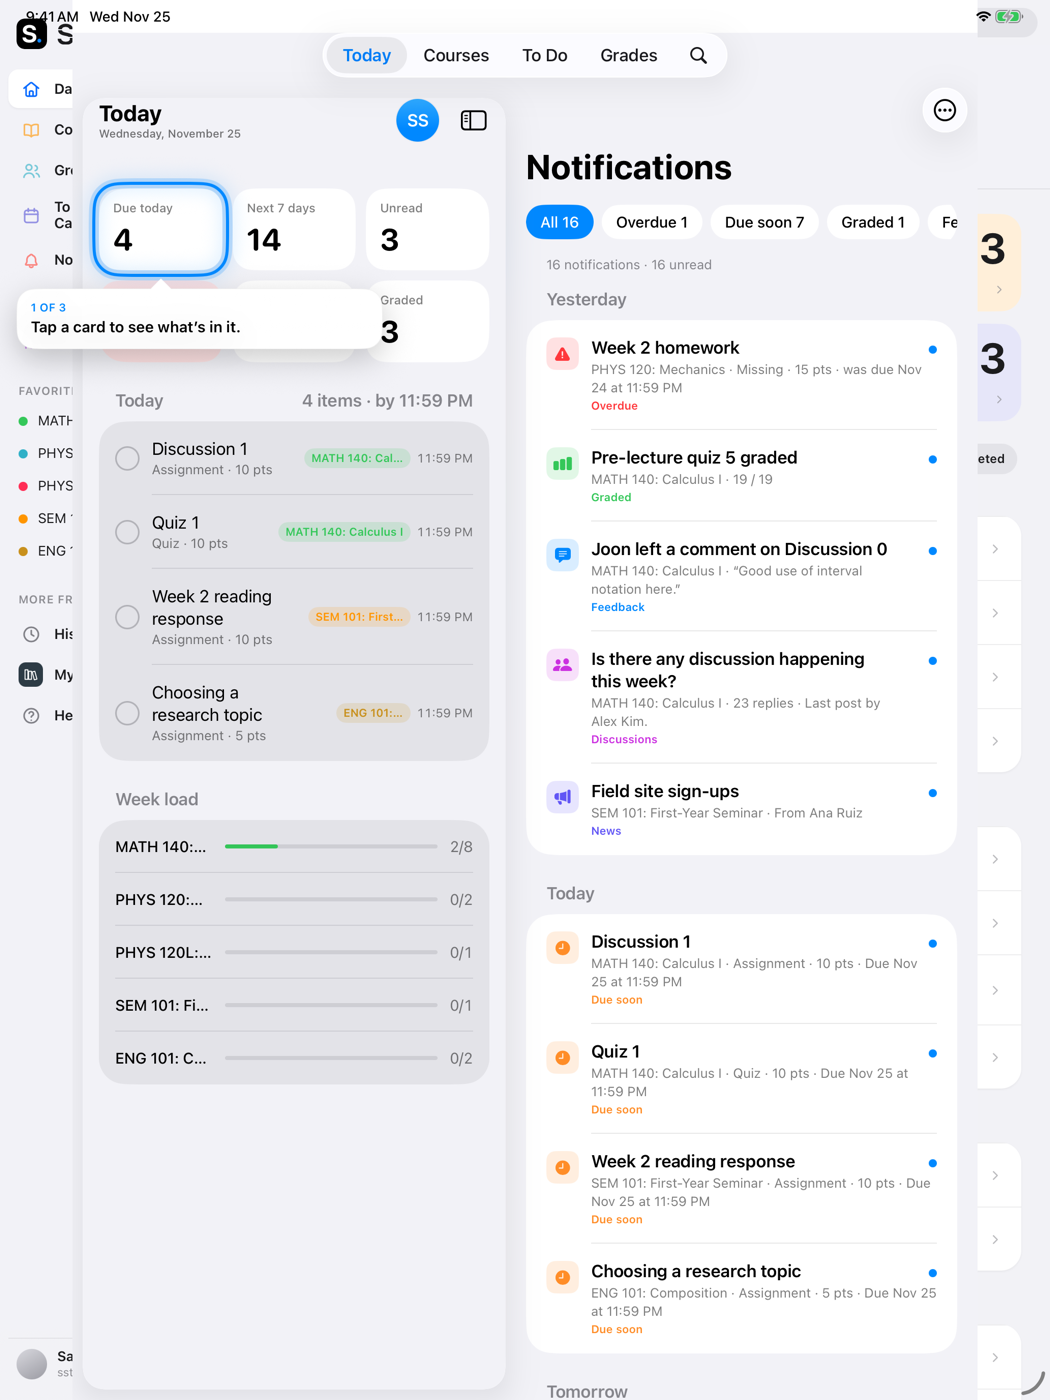 9:41 AM Wed Nov 25
S.
Today
Courses
To Do
Grades
Da
Co
Gr
To
Ca
No
FAVORIT
MATH
PHYS
PHYS
SEM
ENG
MORE FR
His
My
He
Sa
sst
Today
Wednesday, November 25
SS
Due today
4
Next 7 days
14
Unread
3
1 OF 3
Tap a card to see what's in it.
Graded
3
Today
4 items · by 11:59 PM
Discussion 1
Assignment · 10 pts
MATH 140: Cal...
11:59 PM
Quiz 1
Quiz · 10 pts
MATH 140: Calculus I
11:59 PM
Week 2 reading
response
Assignment · 10 pts
SEM 101: First...
11:59 PM
Choosing a
research topic
Assignment · 5 pts
ENG 101:...
11:59 PM
Week load
MATH 140:...
2/8
PHYS 120:...
0/2
PHYS 120L:...
0/1
SEM 101: Fi...
0/1
ENG 101: C...
0/2
Notifications
All 16
Overdue 1
Due soon 7
Graded 1
Fe
16 notifications · 16 unread
Yesterday
Week 2 homework
PHYS 120: Mechanics · Missing · 15 pts · was due Nov
24 at 11:59 PM
Overdue
Pre-lecture quiz 5 graded
MATH 140: Calculus I · 19 / 19
Graded
Joon left a comment on Discussion 0
MATH 140: Calculus I · “Good use of interval
notation here.”
Feedback
Is there any discussion happening
this week?
MATH 140: Calculus I · 23 replies · Last post by
Alex Kim.
Discussions
Field site sign-ups
SEM 101: First-Year Seminar · From Ana Ruiz
News
Today
Discussion 1
MATH 140: Calculus I · Assignment · 10 pts · Due Nov
25 at 11:59 PM
Due soon
Quiz 1
MATH 140: Calculus I · Quiz · 10 pts · Due Nov 25 at
11:59 PM
Due soon
Week 2 reading response
SEM 101: First-Year Seminar · Assignment · 10 pts · Due
Nov 25 at 11:59 PM
Due soon
Choosing a research topic
ENG 101: Composition · Assignment · 5 pts · Due Nov 25
at 11:59 PM
Due soon
Tomorrow
3
3
eted